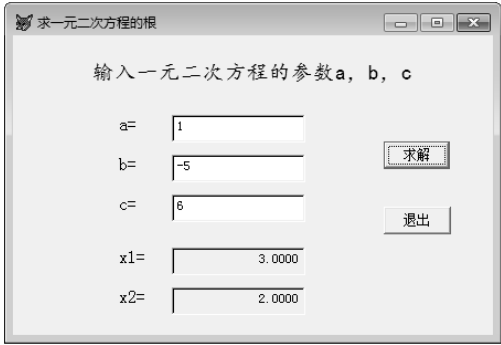 求一元二次方程的根
输入一元二次方程的参数a, b, c
a= 1
b= -5
求解
c= 6
退出
x1= 3.0000
x2= 2.0000